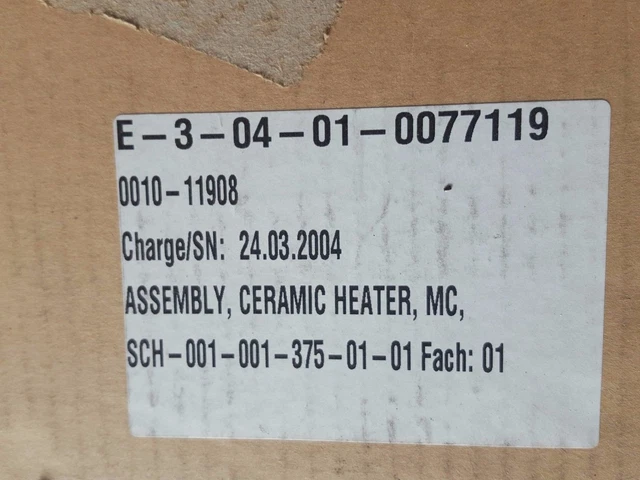 E-3-04-01-0077119
0010-11908
Charge/SN: 24.03.2004
ASSEMBLY, CERAMIC HEATER, MC,
SCH-001-001-375-01-01 Fach: 01